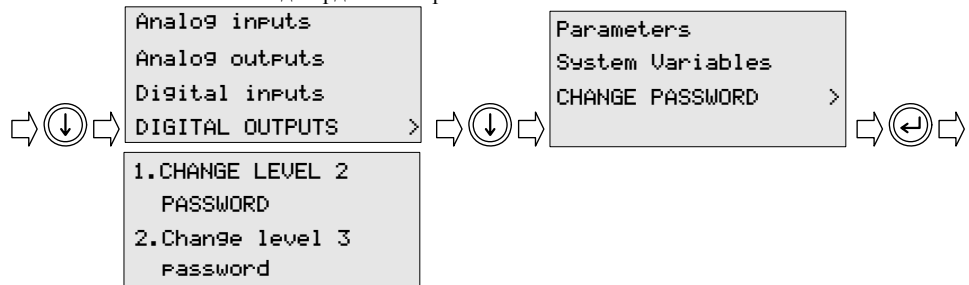 Analog inputs
Analog outputs
Digital inputs
DIGITAL OUTPUTS >
Parameters
System Variables
CHANGE PASSWORD >
1.CHANGE LEVEL 2
PASSWORD
2.Change level 3
password